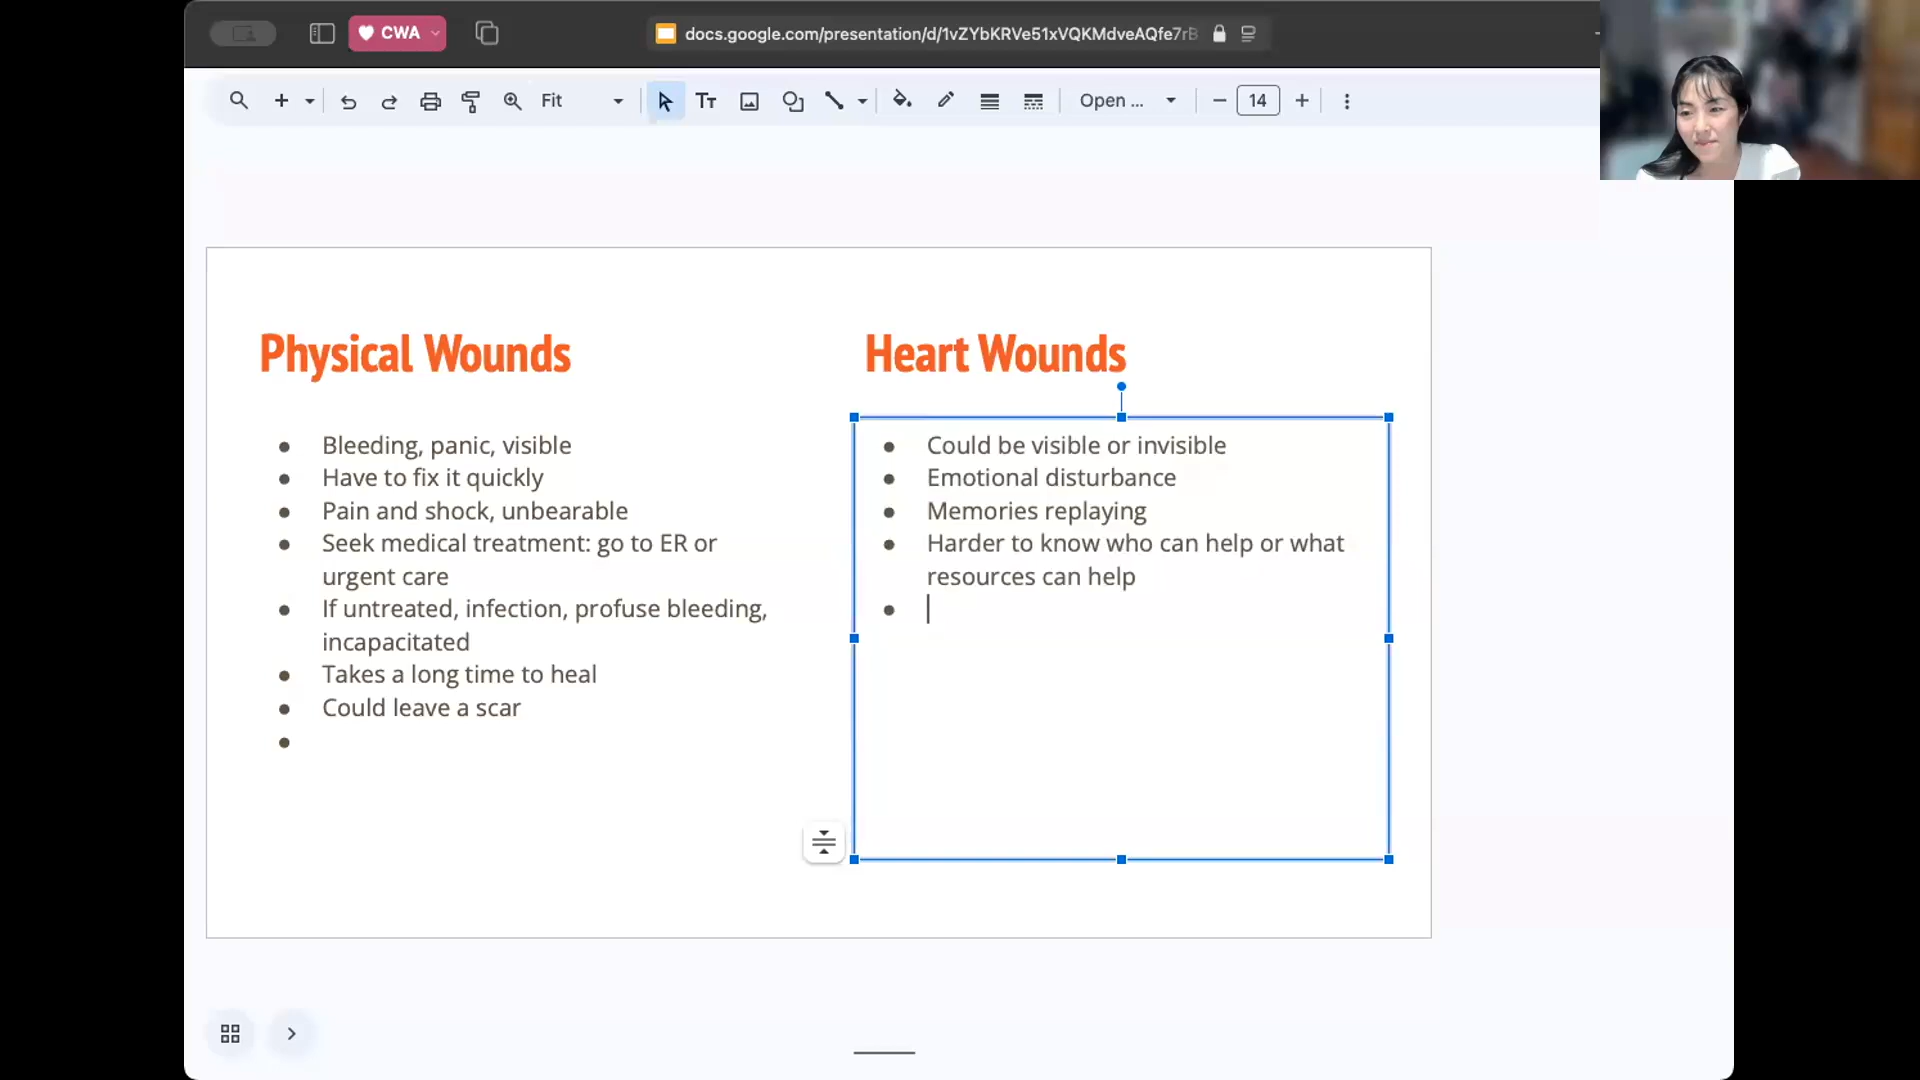 CWA
docs.google.com/presentation/d/1vZYbKRVe51xVQKMdveAQfe7rB
Fit
Open ...
14
Physical Wounds
Bleeding, panic, visible
Have to fix it quickly
Pain and shock, unbearable
Seek medical treatment: go to ER or
urgent care
If untreated, infection, profuse bleeding,
incapacitated
Takes a long time to heal
Could leave a scar
Heart Wounds
Could be visible or invisible
Emotional disturbance
Memories replaying
Harder to know who can help or what
resources can help